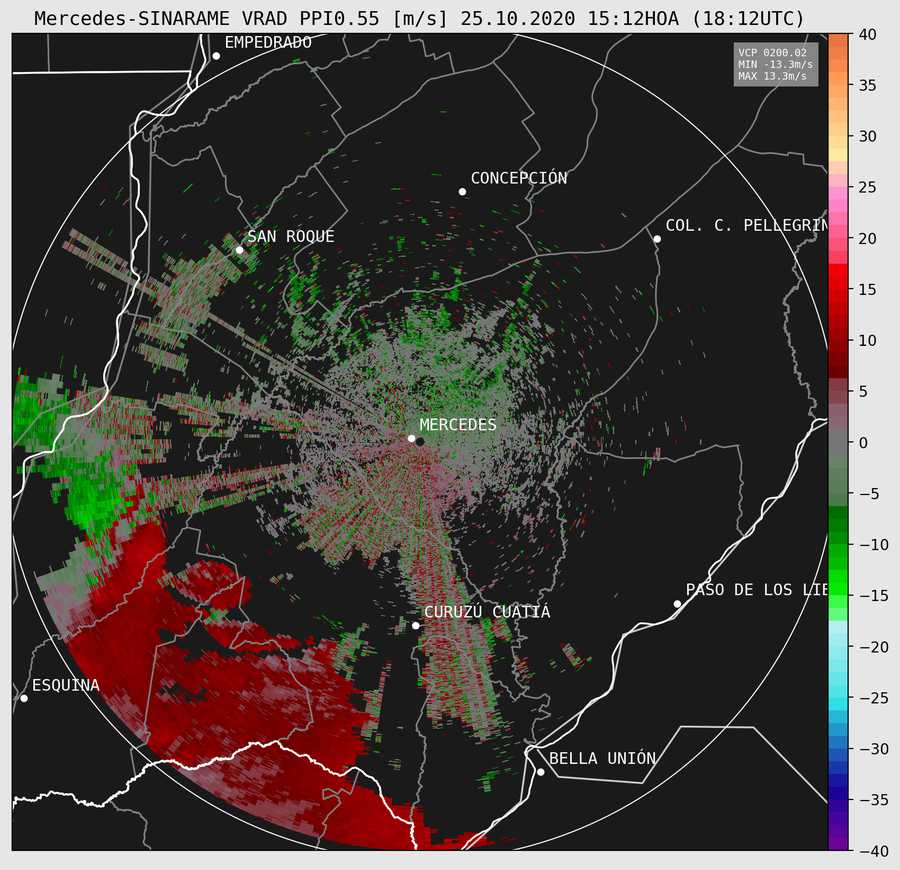 Mercedes-SINARAME VRAD PPI0.55 [m/s] 25.10.2020 15:12HOA (18:12UTC)
EMPEDRADO
VCP 0200.02
MIN -13.3m/s
MAX 13.3m/s
CONCEPCIÓN
COL. C. PELLEGRIN
SAN ROQUE
MERCEDES
PASO DE LOS LIE
CURUZÚ CUATIÁ
ESQUINA
BELLA UNIÓN
40
35
30
25
20
15
10
5
0
−5
−10
−15
−20
−25
−30
−35
−40